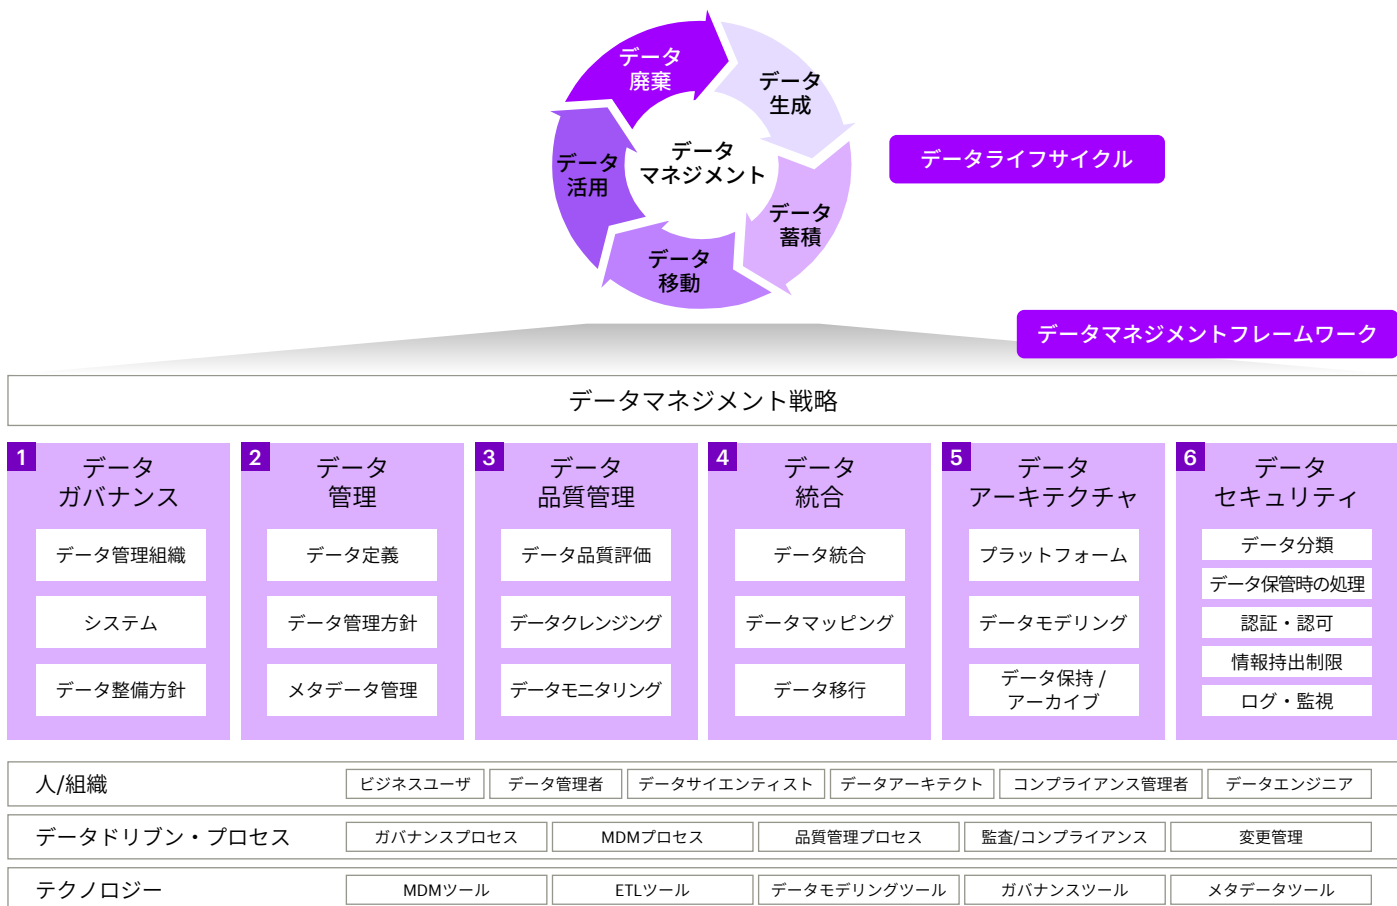 データ
廃棄
データ
生成
データ
活用
データ
マネジメント
データ
蓄積
データ
移動
データライフサイクル
データマネジメントフレームワーク
データマネジメント戦略
1
データ
ガバナンス
データ管理組織
システム
データ整備方針
2
データ
管理
データ定義
データ管理方針
メタデータ管理
3
データ
品質管理
データ品質評価
データクレンジング
データモニタリング
4
データ
統合
データ統合
データマッピング
データ移行
5
データ
アーキテクチャ
プラットフォーム
データモデリング
データ保持 /
アーカイブ
6
データ
セキュリティ
データ分類
データ保管時の処理
認証・認可
情報持出制限
ログ・監視
人/組織
ビジネスユーザ
データ管理者
データサイエンティスト
データアーキテクト
コンプライアンス管理者
データエンジニア
データドリブン・プロセス
ガバナンスプロセス
MDMプロセス
品質管理プロセス
監査/コンプライアンス
変更管理
テクノロジー
MDMツール
ETLツール
データモデリングツール
ガバナンスツール
メタデータツール